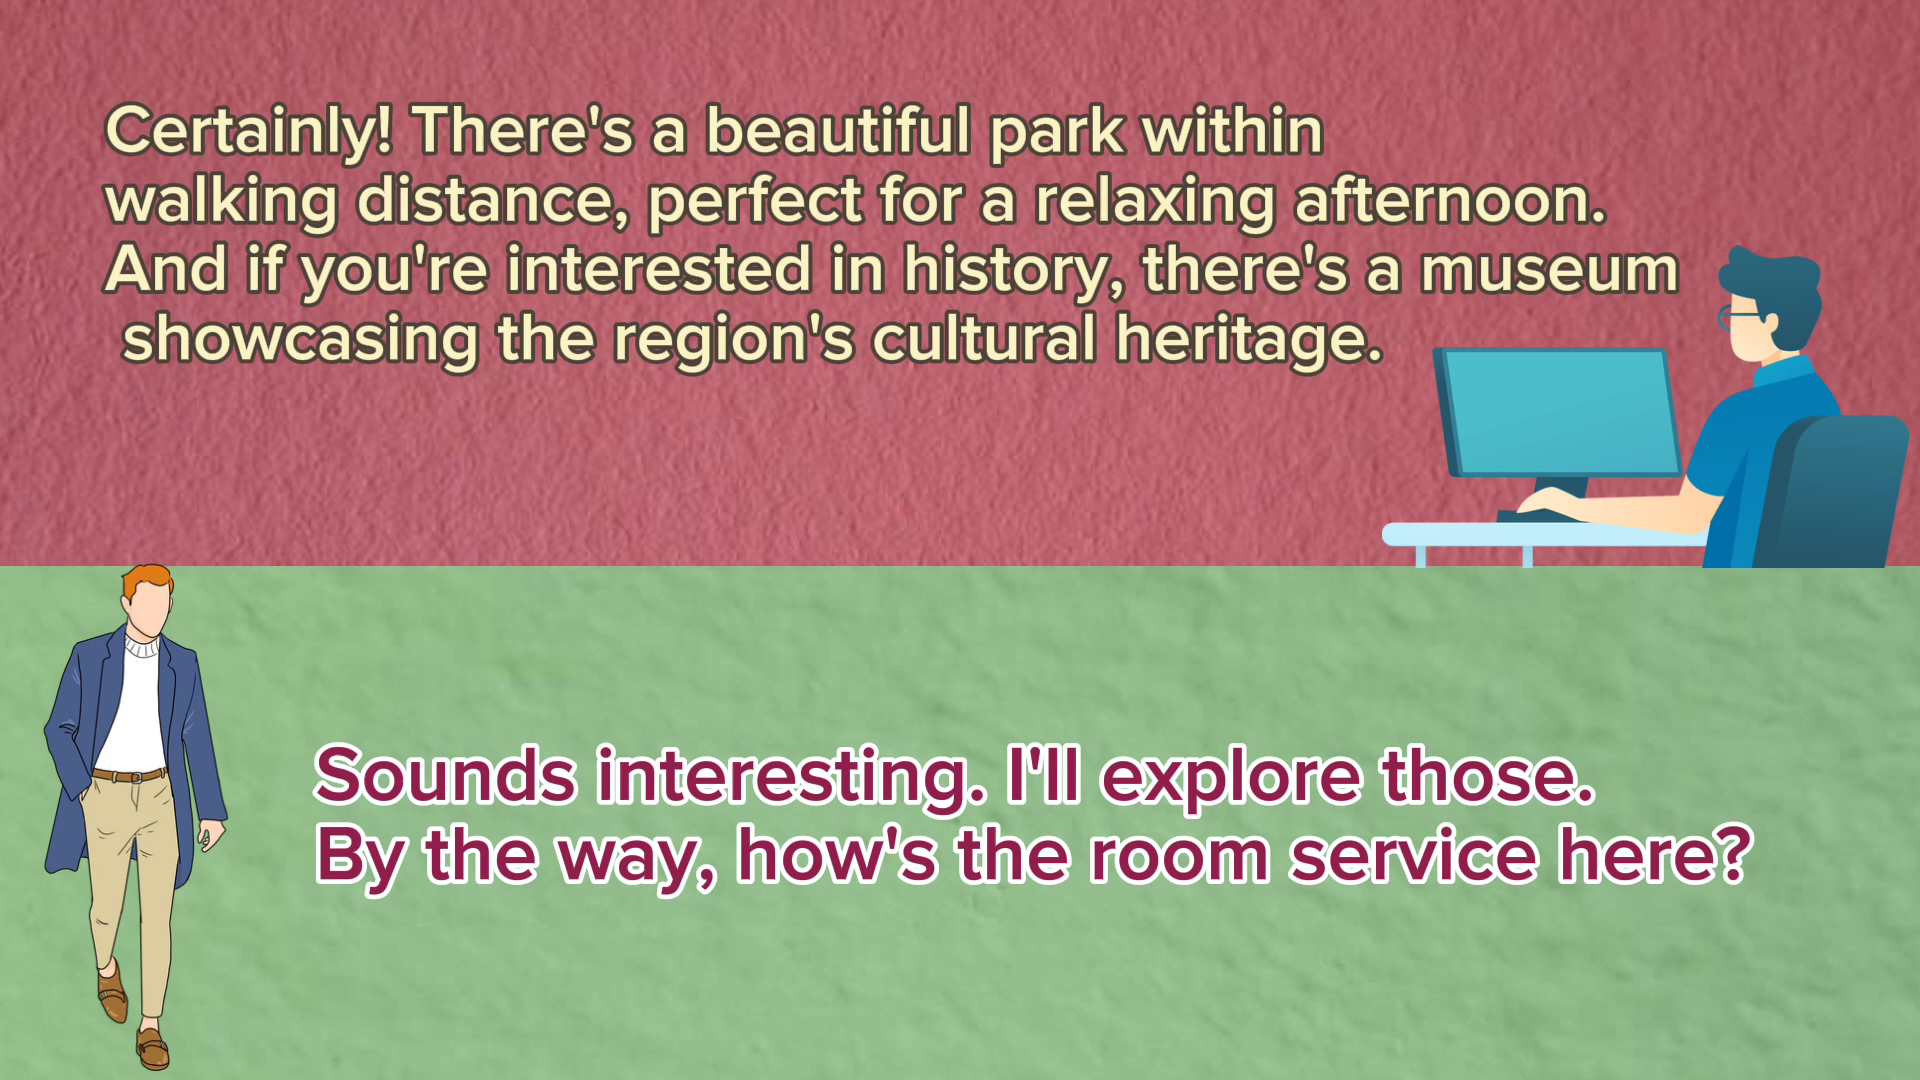 Certainly! There's a beautiful park within
walking distance, perfect for a relaxing afternoon.
And if you're interested in history, there's a museum
showcasing the region's cultural heritage.
Sounds interesting. I'll explore those.
By the way, how's the room service here?